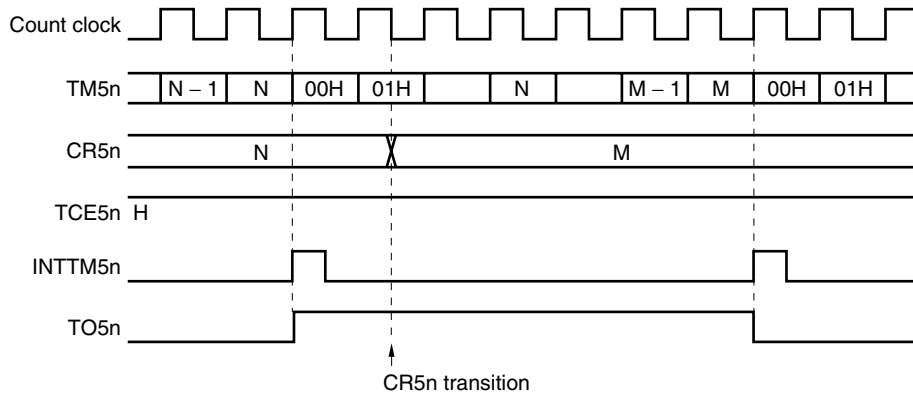 Count clock
TM5n N − 1 N 00H 01H N M − 1 M 00H 01H
CR5n N M
TCE5n H
INTTM5n
TO5n
CR5n transition